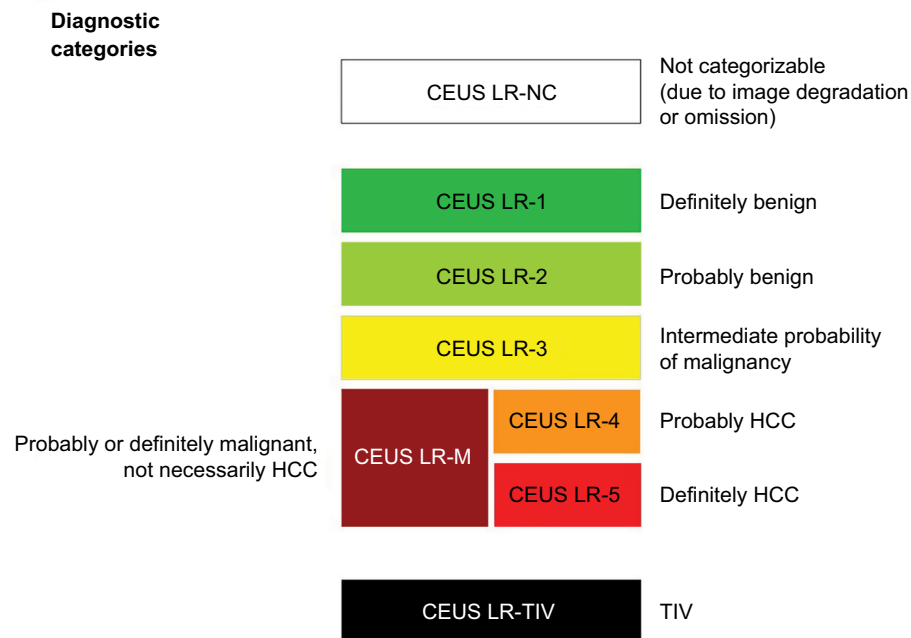 Diagnostic
categories
CEUS LR-NC
Not categorizable
(due to image degradation
or omission)
CEUS LR-1
Definitely benign
CEUS LR-2
Probably benign
CEUS LR-3
Intermediate probability
of malignancy
Probably or definitely malignant,
not necessarily HCC
CEUS LR-M
CEUS LR-4
Probably HCC
CEUS LR-5
Definitely HCC
CEUS LR-TIV
TIV